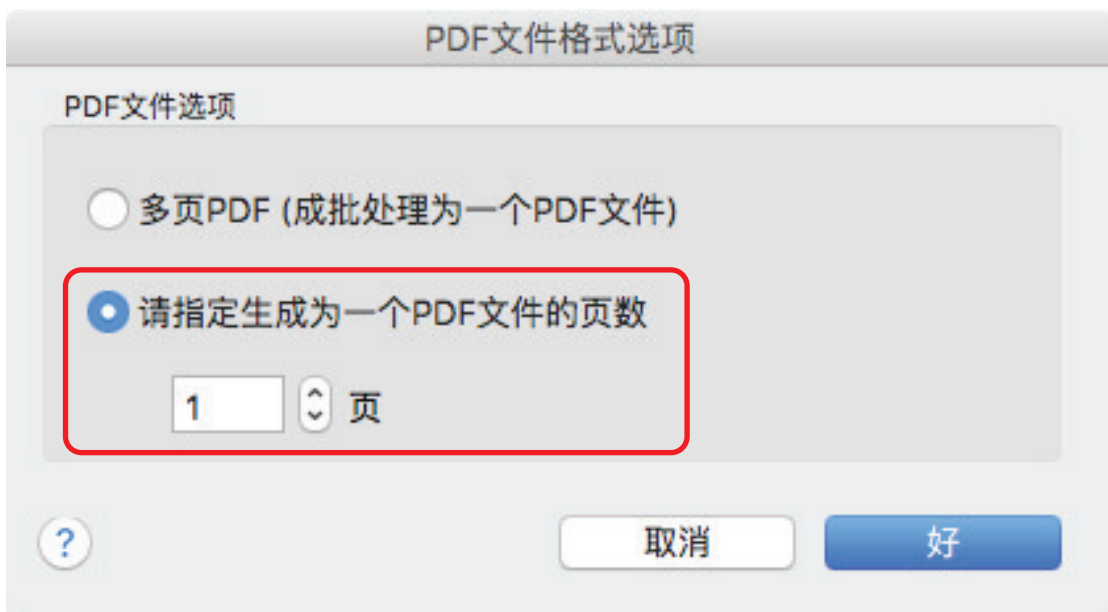 PDF文件格式选项
PDF文件选项
多页PDF (成批处理为一个PDF文件)
请指定生成为一个PDF文件的页数
1 页
? 取消 好